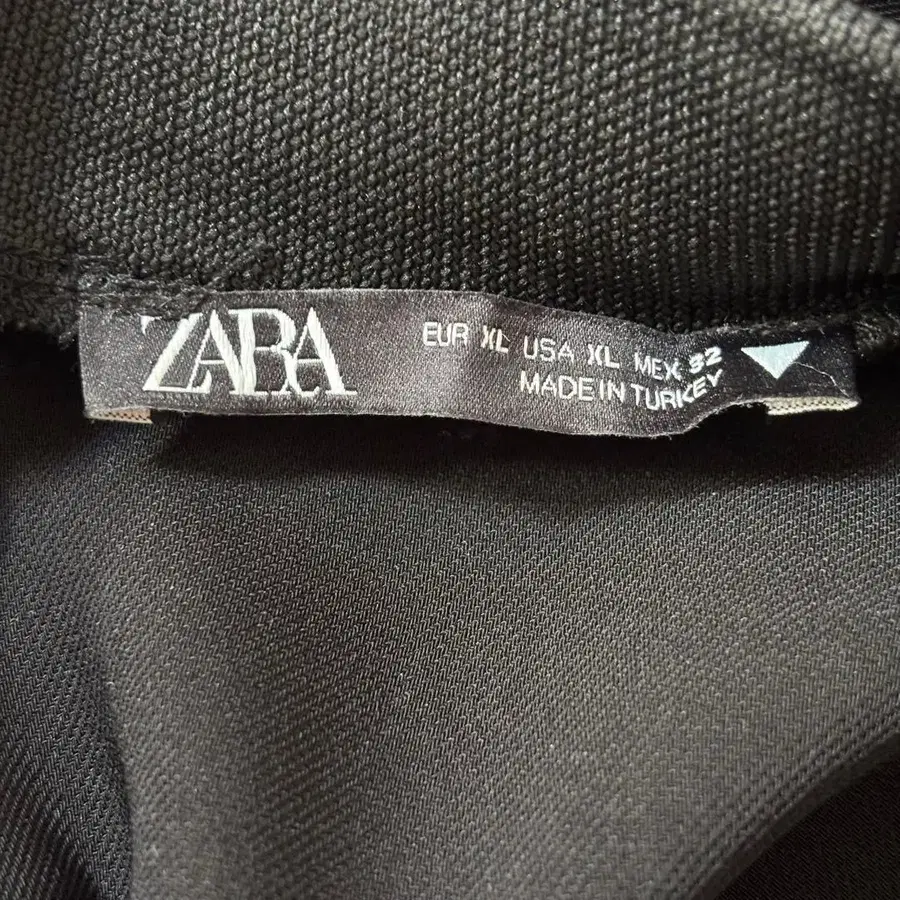 ZARA
EUR XL USA XL MEX 32
MADE IN TURKEY